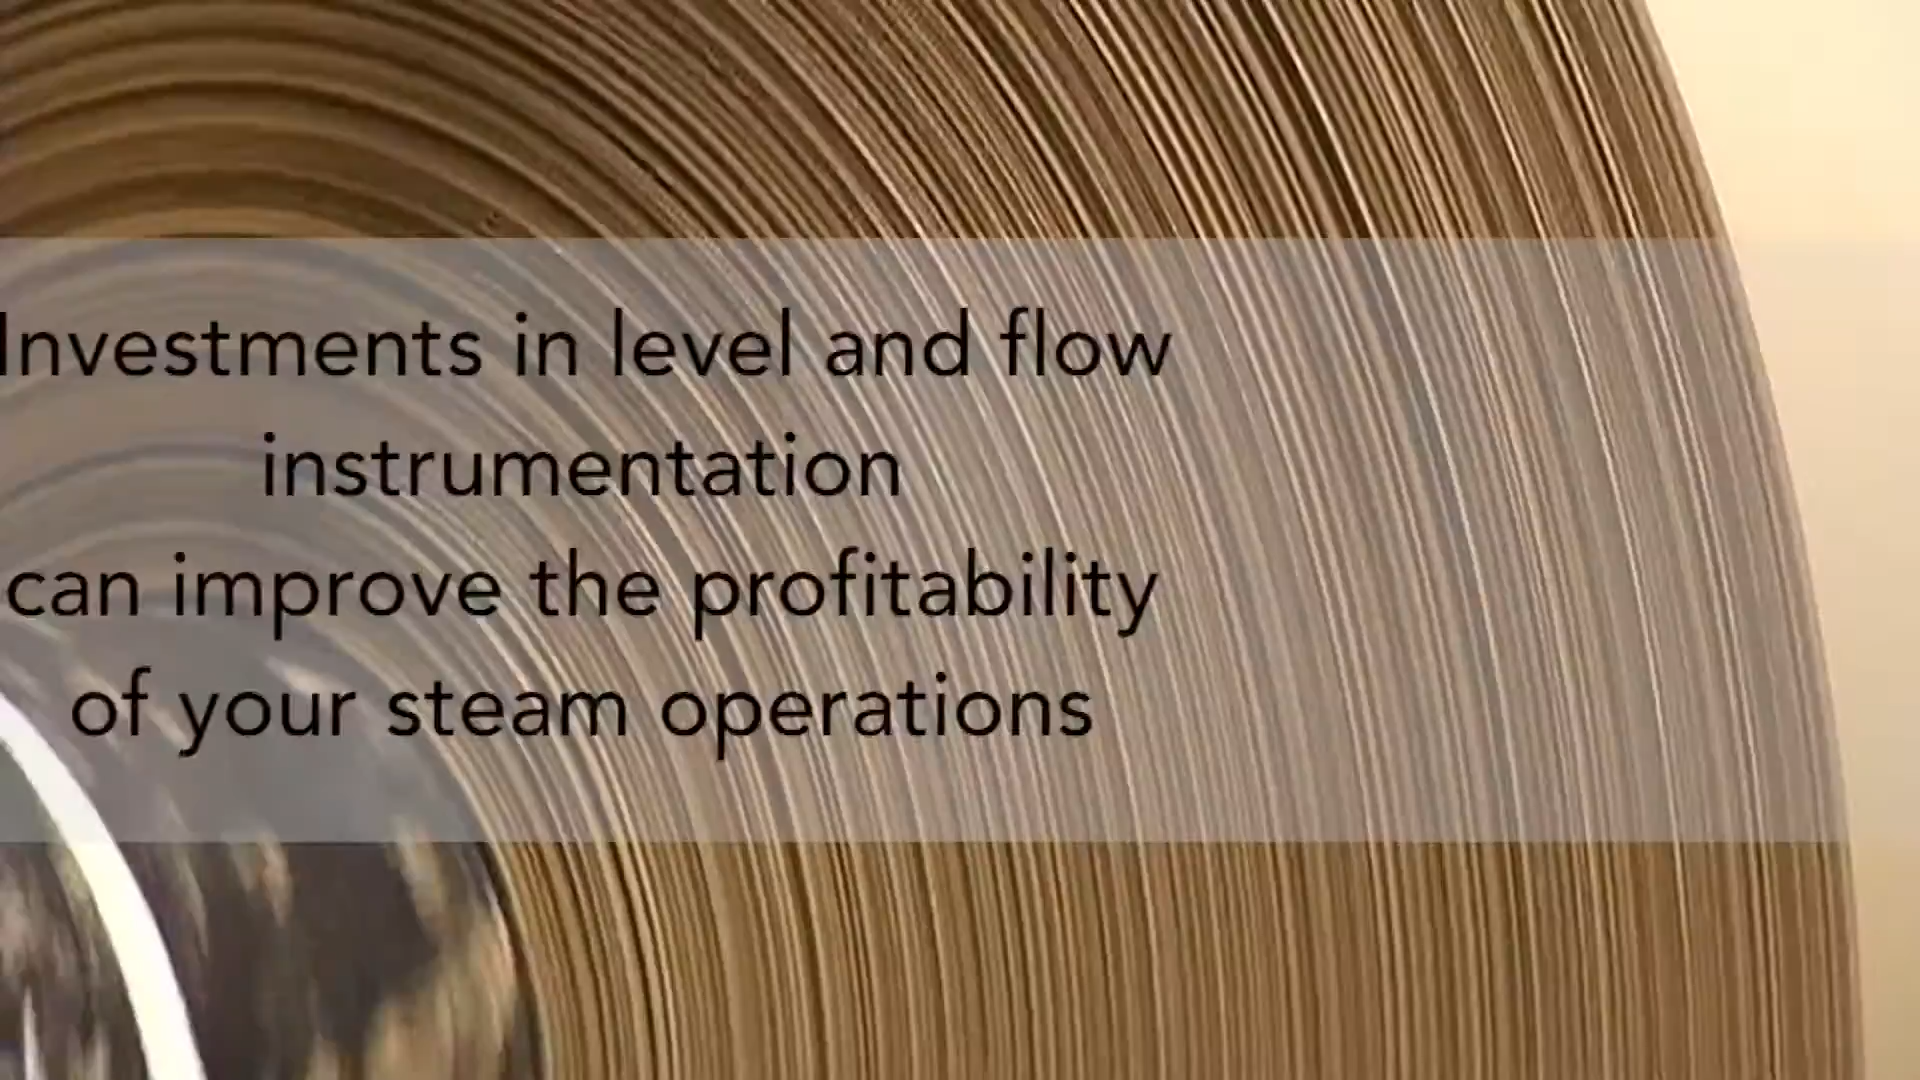 Investments in level and flow
instrumentation
can improve the profitability
of your steam operations